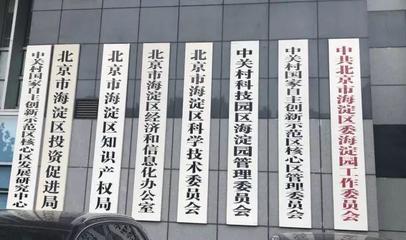 中关村国家自主创新示范区核心区发展研究中心
北京市海淀区投资促进局
北京市海淀区知识产权局
北京市海淀区经济和信息化办公室
北京市海淀区科学技术委员会
中关村科技园区海淀园管理委员会
中关村国家自主创新示范区核心区管理委员会
中共北京市海淀区委海淀园工作委员会